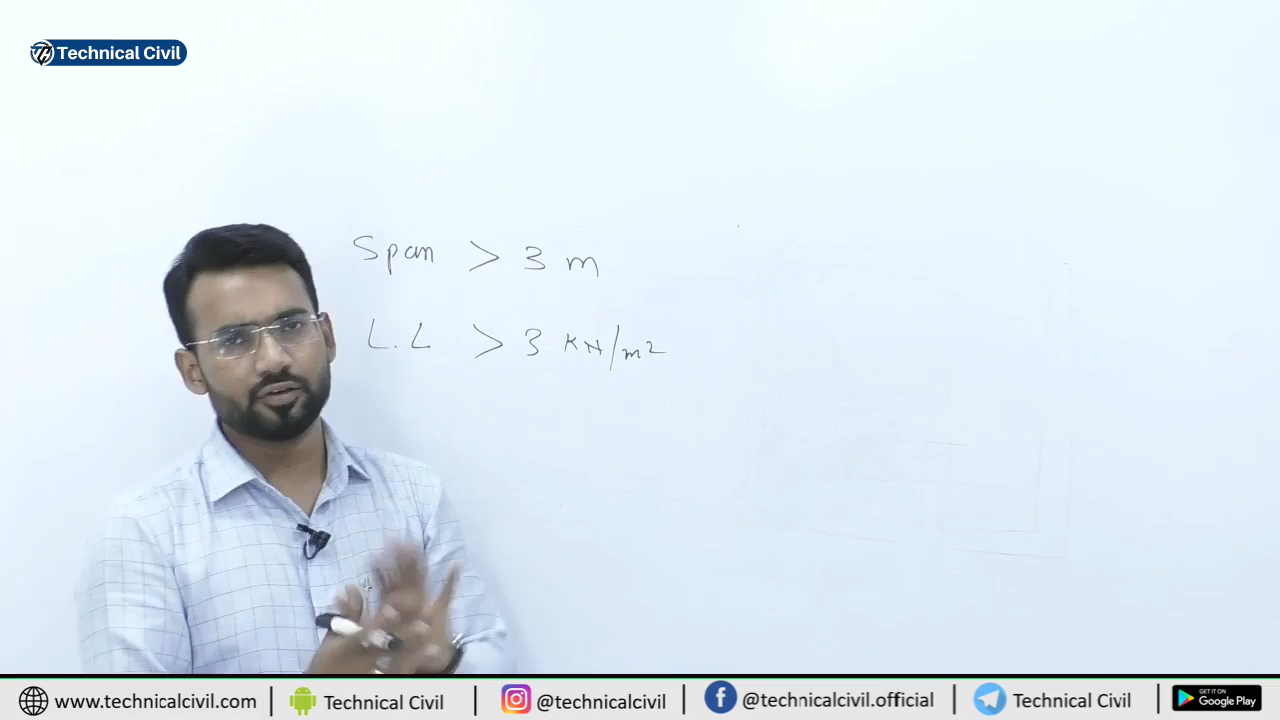 Technical Civil
Span > 3 m
L.L > 3 KN/m²
www.technicalcivil.com
Technical Civil
@technicalcivil
@technicalcivil.official
Technical Civil
GET IT ON
Google Play